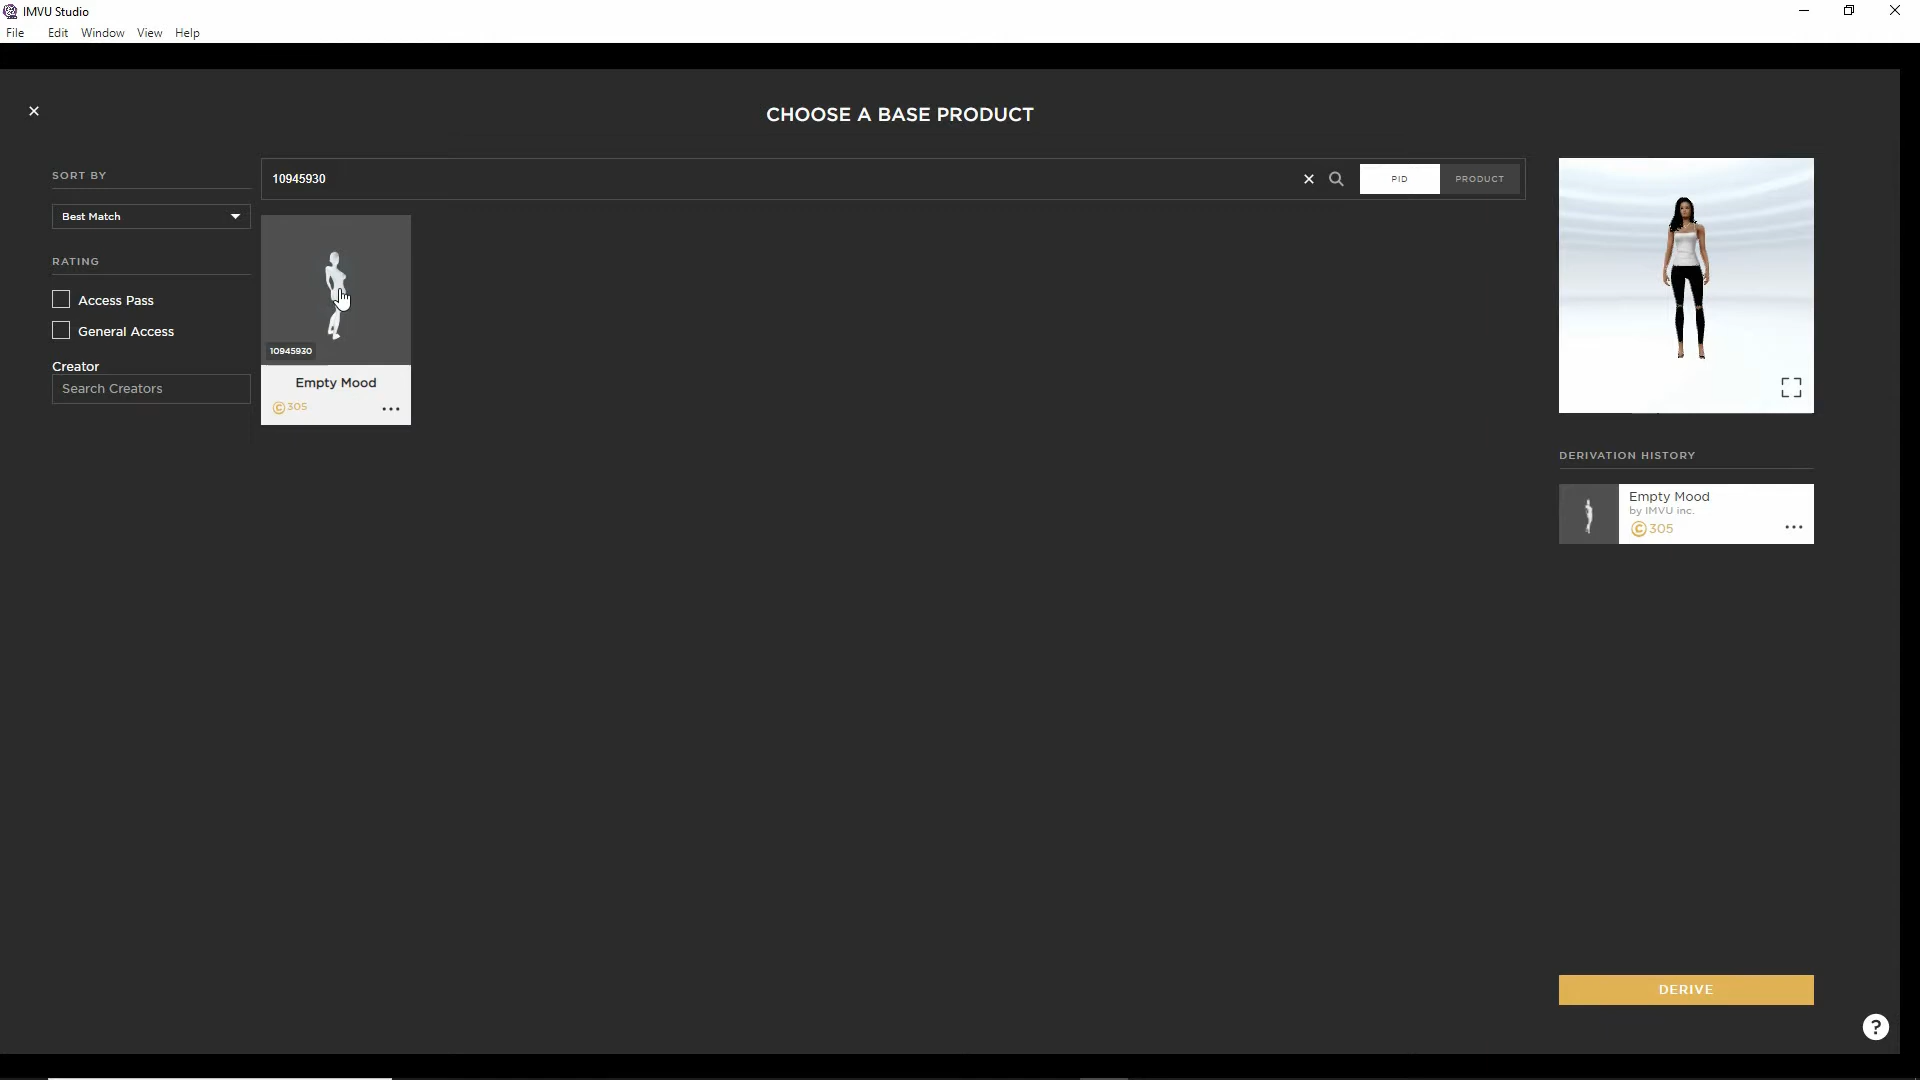 IMVU Studio
File Edit Window View Help
CHOOSE A BASE PRODUCT
SORT BY
Best Match
RATING
Access Pass
General Access
Creator
Search Creators
10945930
PID PRODUCT
10945930
Empty Mood
305
DERIVATION HISTORY
Empty Mood
by IMVU inc.
305
DERIVE
?